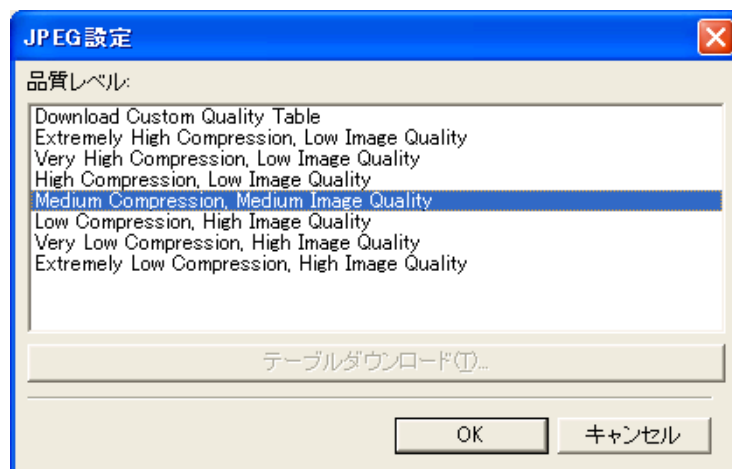 JPEG設定
品質レベル:
Download Custom Quality Table
Extremely High Compression, Low Image Quality
Very High Compression, Low Image Quality
High Compression, Low Image Quality
Medium Compression, Medium Image Quality
Low Compression, High Image Quality
Very Low Compression, High Image Quality
Extremely Low Compression, High Image Quality
テーブルダウンロード(T)...
OK
キャンセル